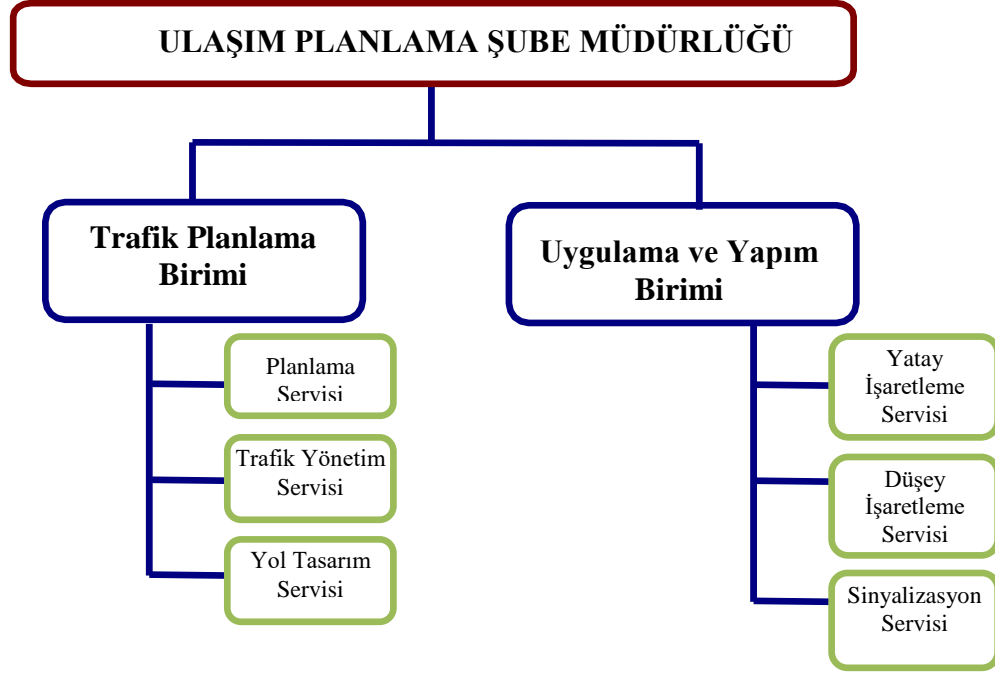 ULAŞIM PLANLAMA ŞUBE MÜDÜRLÜĞÜ
Trafik Planlama
Birimi
Planlama
Servisi
Trafik Yönetim
Servisi
Yol Tasarım
Servisi
Uygulama ve Yapım
Birimi
Yatay
İşaretleme
Servisi
Düşey
İşaretleme
Servisi
Sinyalizasyon
Servisi